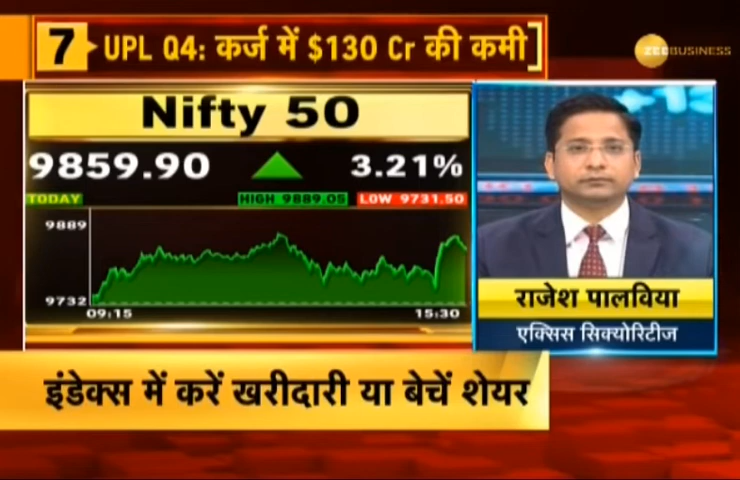 7 UPL Q4: कर्ज में $130 Cr की कमी
ZEEBUSINESS
Nifty 50
9859.90 3.21%
TODAY HIGH 9889.05 LOW 9731.50
9889
9732
09:15 15:30
+13
राजेश पालविया
एक्सिस सिक्योरिटीज
इंडेक्स में करें खरीदारी या बेचें शेयर